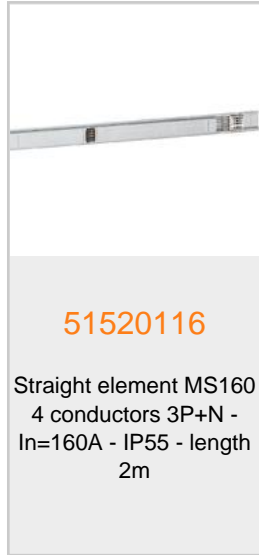 51520116
Straight element MS160
4 conductors 3P+N -
In=160A - IP55 - length
2m